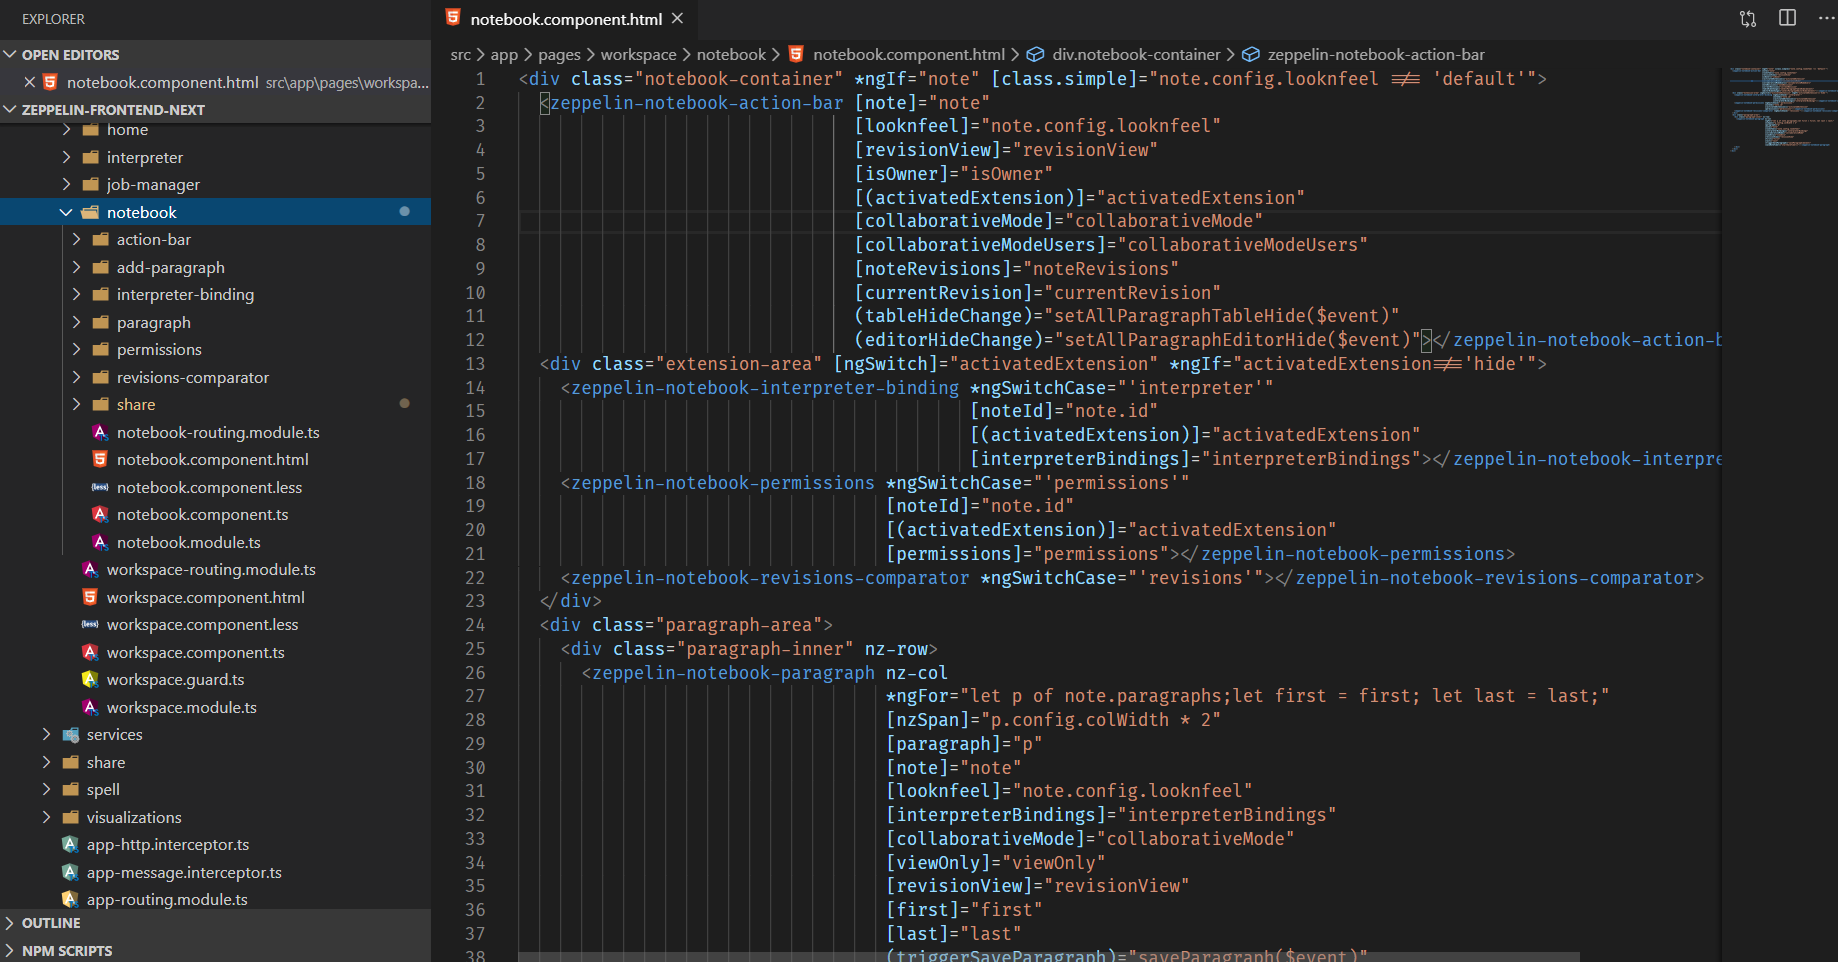 EXPLORER
OPEN EDITORS
notebook.component.html src\app\pages\workspa...
ZEPPELIN-FRONTEND-NEXT
home
interpreter
job-manager
notebook
action-bar
add-paragraph
interpreter-binding
paragraph
permissions
revisions-comparator
share
notebook-routing.module.ts
notebook.component.html
notebook.component.less
notebook.component.ts
notebook.module.ts
workspace-routing.module.ts
workspace.component.html
workspace.component.less
workspace.component.ts
workspace.guard.ts
workspace.module.ts
services
share
spell
visualizations
app-http.interceptor.ts
app-message.interceptor.ts
app-routing.module.ts
OUTLINE
NPM SCRIPTS
notebook.component.html
src > app > pages > workspace > notebook > notebook.component.html > div.notebook-container > zeppelin-notebook-action-bar
1 <div class="notebook-container" *ngIf="note" [class.simple]="note.config.looknfeel !== 'default'">
2 <zeppelin-notebook-action-bar [note]="note"
3 [looknfeel]="note.config.looknfeel"
4 [revisionView]="revisionView"
5 [isOwner]="isOwner"
6 [(activatedExtension)]="activatedExtension"
7 [collaborativeMode]="collaborativeMode"
8 [collaborativeModeUsers]="collaborativeModeUsers"
9 [noteRevisions]="noteRevisions"
10 [currentRevision]="currentRevision"
11 (tableHideChange)="setAllParagraphTableHide($event)"
12 (editorHideChange)="setAllParagraphEditorHide($event)"></zeppelin-notebook-action-b
13 <div class="extension-area" [ngSwitch]="activatedExtension" *ngIf="activatedExtension!=='hide'">
14 <zeppelin-notebook-interpreter-binding *ngSwitchCase="'interpreter'"
15 [noteId]="note.id"
16 [(activatedExtension)]="activatedExtension"
17 [interpreterBindings]="interpreterBindings"></zeppelin-notebook-interpre
18 <zeppelin-notebook-permissions *ngSwitchCase="'permissions'"
19 [noteId]="note.id"
20 [(activatedExtension)]="activatedExtension"
21 [permissions]="permissions"></zeppelin-notebook-permissions>
22 <zeppelin-notebook-revisions-comparator *ngSwitchCase="'revisions'"></zeppelin-notebook-revisions-comparator>
23 </div>
24 <div class="paragraph-area">
25 <div class="paragraph-inner" nz-row>
26 <zeppelin-notebook-paragraph nz-col
27 *ngFor="let p of note.paragraphs;let first = first; let last = last;"
28 [nzSpan]="p.config.colWidth * 2"
29 [paragraph]="p"
30 [note]="note"
31 [looknfeel]="note.config.looknfeel"
32 [interpreterBindings]="interpreterBindings"
33 [collaborativeMode]="collaborativeMode"
34 [viewOnly]="viewOnly"
35 [revisionView]="revisionView"
36 [first]="first"
37 [last]="last"
38 (triggerSaveParagraph)="saveParagraph($event)"